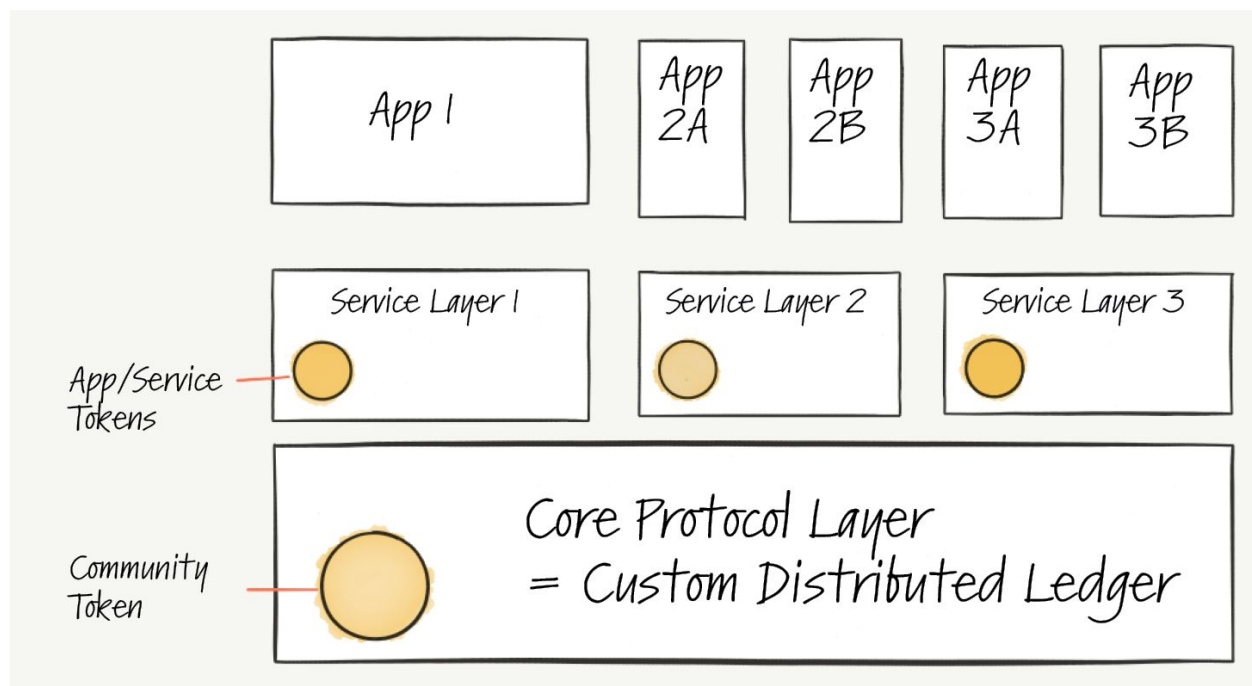 App 1
App
2A
App
2B
App
3A
App
3B
Service Layer 1
Service Layer 2
Service Layer 3
App/Service
Tokens
Core Protocol Layer
= Custom Distributed Ledger
Community
Token